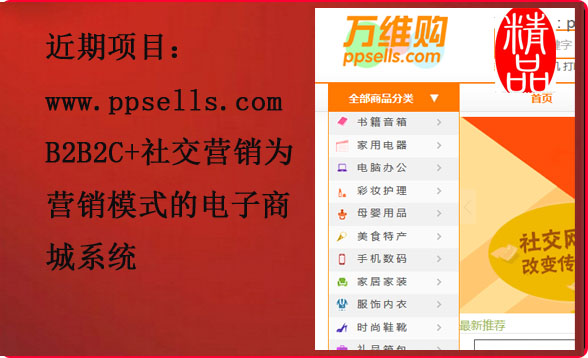 近期项目：
www.ppsells.com
B2B2C+社交营销为
营销模式的电子商
城系统
万维购
ppsells.com
精品
全部商品分类
首页
书籍音箱
家用电器
电脑办公
彩妆护理
母婴用品
美食特产
手机数码
家居家装
服饰内衣
时尚鞋靴
礼品箱包
社交网
改变传
最新推荐